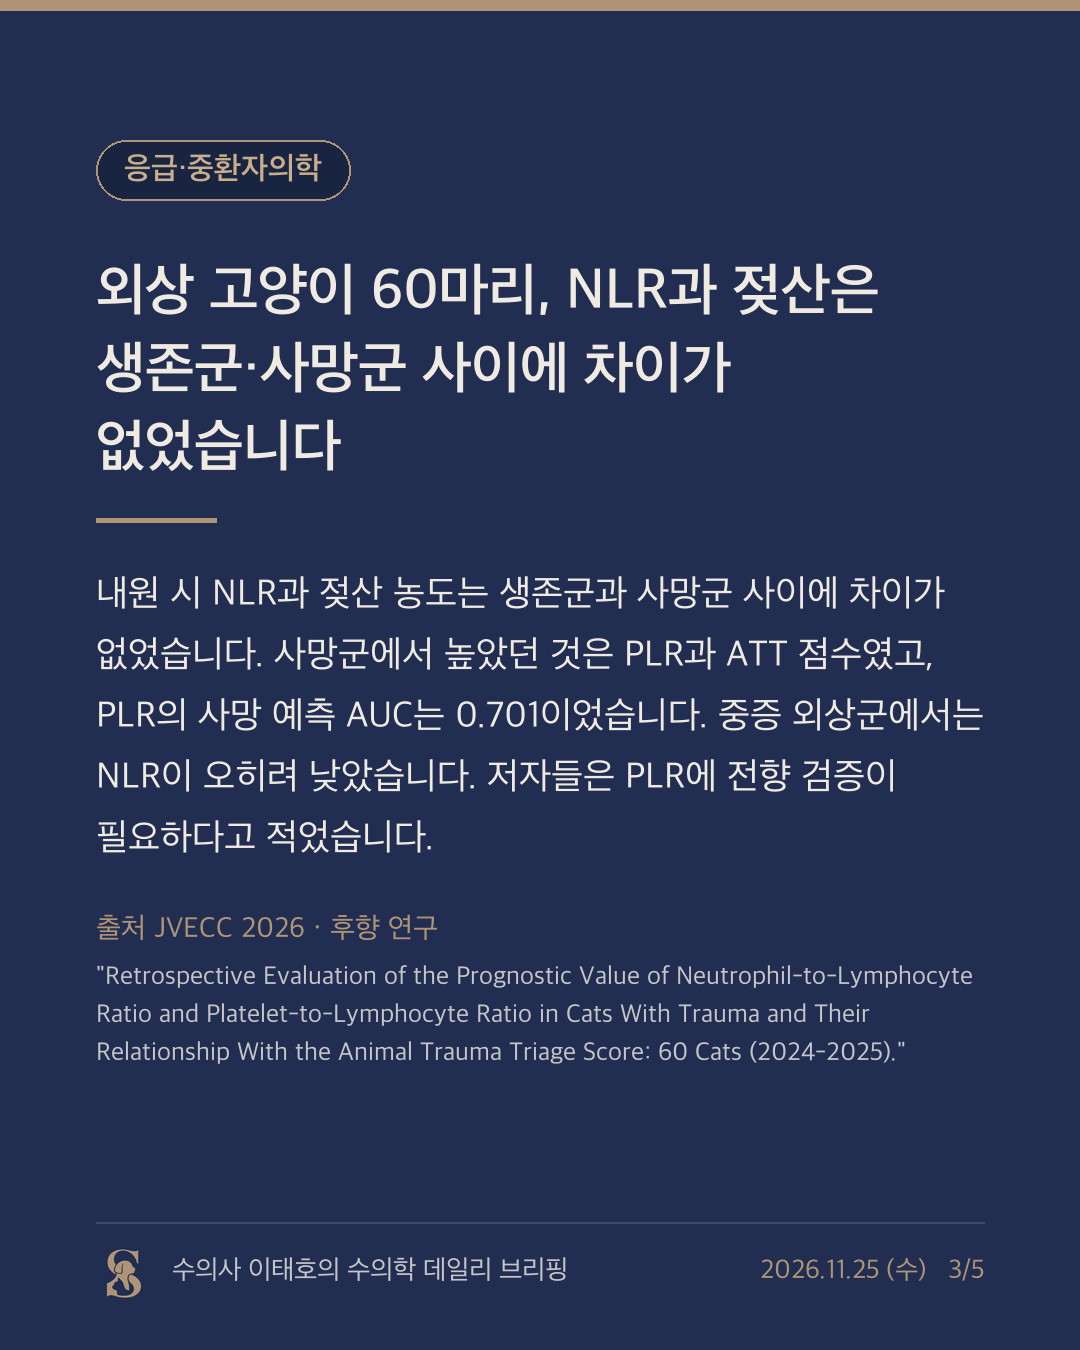 응급·중환자의학
외상 고양이 60마리, NLR과 젖산은
생존군·사망군 사이에 차이가
없었습니다
내원 시 NLR과 젖산 농도는 생존군과 사망군 사이에 차이가
없었습니다. 사망군에서 높았던 것은 PLR과 ATT 점수였고,
PLR의 사망 예측 AUC는 0.701이었습니다. 중증 외상군에서는
NLR이 오히려 낮았습니다. 저자들은 PLR에 전향 검증이
필요하다고 적었습니다.
출처 JVECC 2026 · 후향 연구
"Retrospective Evaluation of the Prognostic Value of Neutrophil-to-Lymphocyte
Ratio and Platelet-to-Lymphocyte Ratio in Cats With Trauma and Their
Relationship With the Animal Trauma Triage Score: 60 Cats (2024-2025)."
수의사 이태호의 수의학 데일리 브리핑 2026.11.25 (수) 3/5